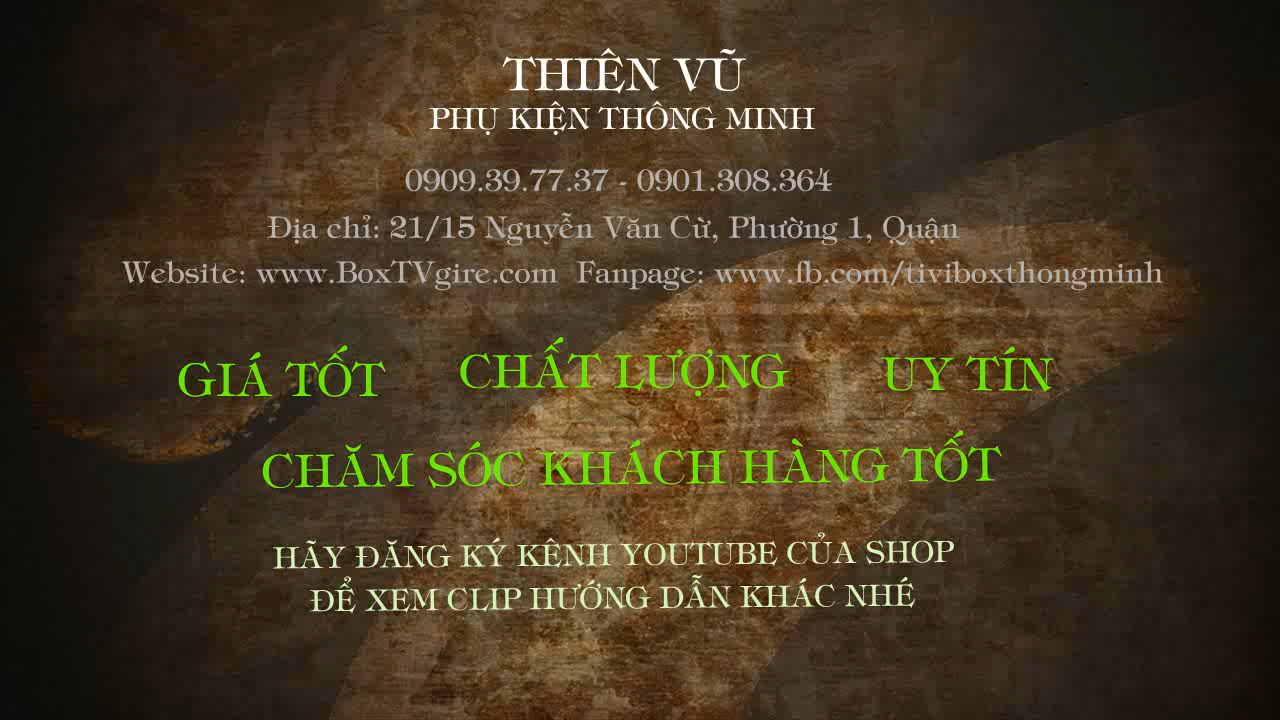 THIÊN VŨ
PHỤ KIỆN THÔNG MINH
0909.39.77.37 - 0901.308.364
Địa chỉ: 21/15 Nguyễn Văn Cừ, Phường 1, Quận
Website: www.BoxTVgire.com Fanpage: www.fb.com/tiviboxthongminh
GIÁ TỐT CHẤT LƯỢNG UY TÍN
CHĂM SÓC KHÁCH HÀNG TỐT
HÃY ĐĂNG KÝ KÊNH YOUTUBE CỦA SHOP
ĐỂ XEM CLIP HƯỚNG DẪN KHÁC NHÉ